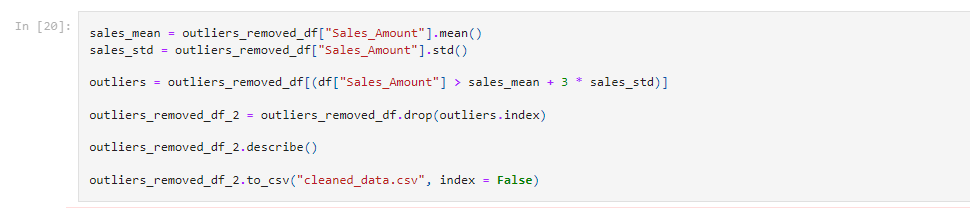 In [20]:
sales_mean = outliers_removed_df["Sales_Amount"].mean()
sales_std = outliers_removed_df["Sales_Amount"].std()
outliers = outliers_removed_df[(df["Sales_Amount"] > sales_mean + 3 * sales_std)]
outliers_removed_df_2 = outliers_removed_df.drop(outliers.index)
outliers_removed_df_2.describe()
outliers_removed_df_2.to_csv("cleaned_data.csv", index = False)